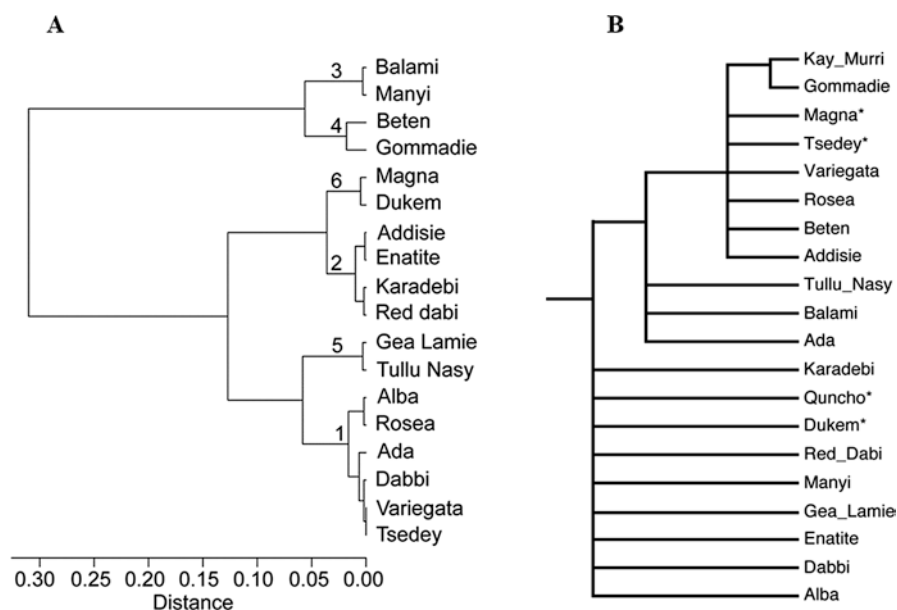 A
3
Balami
Manyi
4
Beten
Gommadie
6
Magna
Dukem
Addisie
2
Enatite
Karadebi
Red dabi
5
Gea Lamie
Tullu Nasy
Alba
1
Rosea
Ada
Dabbi
Variegata
Tsedey
0.30 0.25 0.20 0.15 0.10 0.05 0.00
Distance
B
Kay_Murri
Gommadie
Magna*
Tsedey*
Variegata
Rosea
Beten
Addisie
Tullu_Nasy
Balami
Ada
Karadebi
Quncho*
Dukem*
Red_Dabi
Manyi
Gea_Lamie
Enatite
Dabbi
Alba